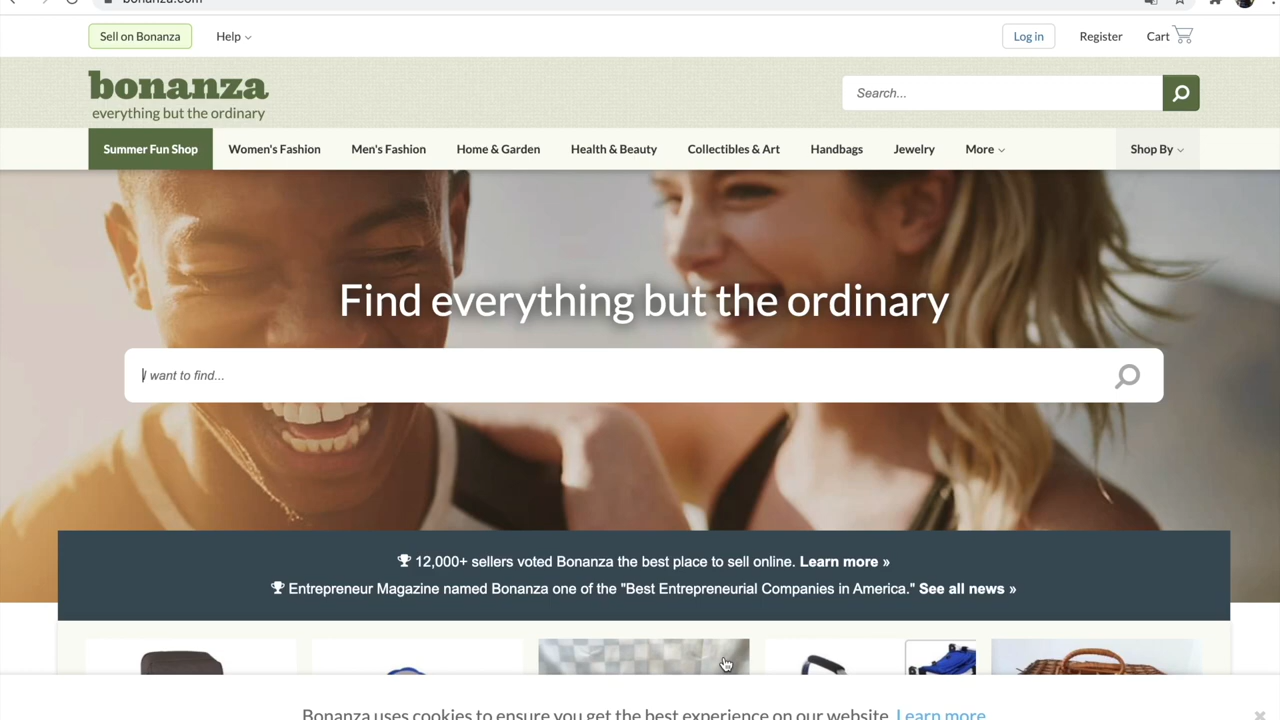 bonanza.com
Sell on Bonanza
Help
Log in
Register
Cart
bonanza
everything but the ordinary
Search...
Summer Fun Shop
Women's Fashion
Men's Fashion
Home & Garden
Health & Beauty
Collectibles & Art
Handbags
Jewelry
More
Shop By
Find everything but the ordinary
I want to find...
12,000+ sellers voted Bonanza the best place to sell online. Learn more »
Entrepreneur Magazine named Bonanza one of the "Best Entrepreneurial Companies in America." See all news »
Bonanza uses cookies to ensure you get the best experience on our website. Learn more